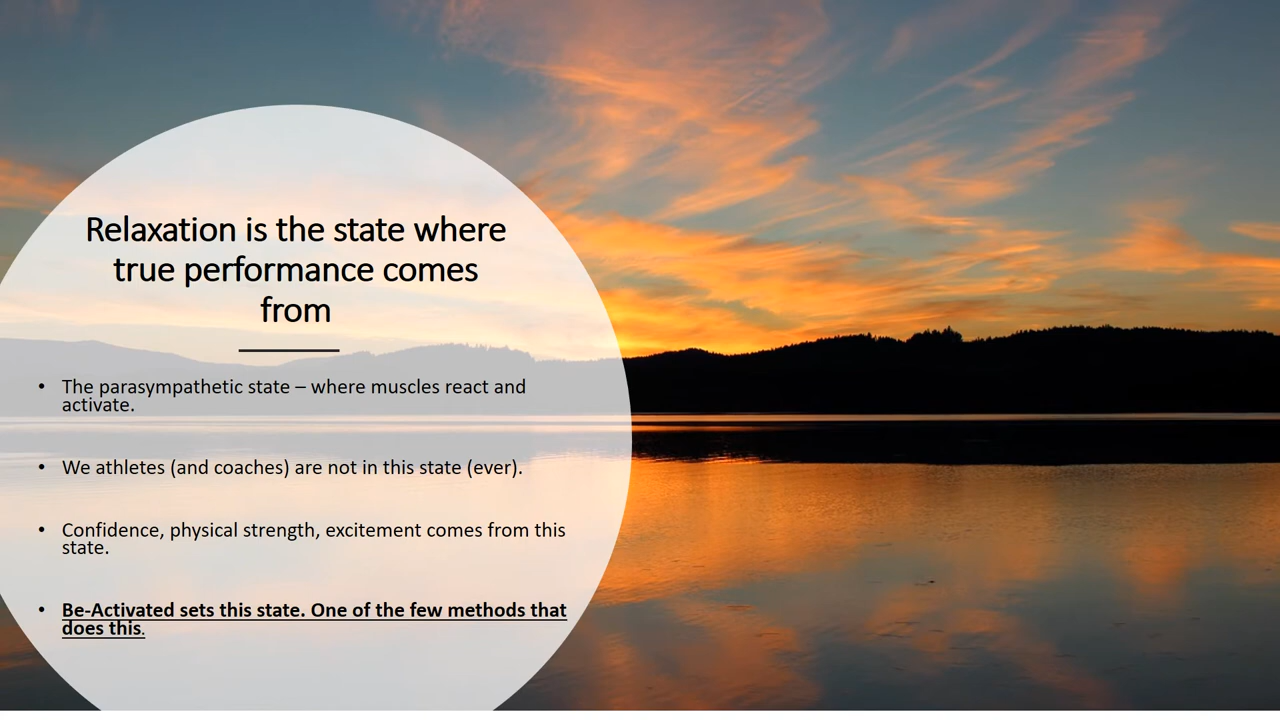 Relaxation is the state where
true performance comes
from
• The parasympathetic state – where muscles react and
activate.
• We athletes (and coaches) are not in this state (ever).
• Confidence, physical strength, excitement comes from this
state.
• Be-Activated sets this state. One of the few methods that
does this.